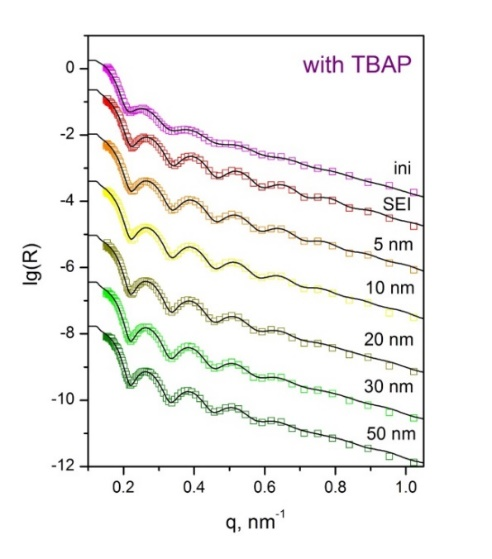 with TBAP
0
-2
-4
-6
-8
-10
-12
lg(R)
ini
SEI
5 nm
10 nm
20 nm
30 nm
50 nm
0.2 0.4 0.6 0.8 1.0
q, nm⁻¹